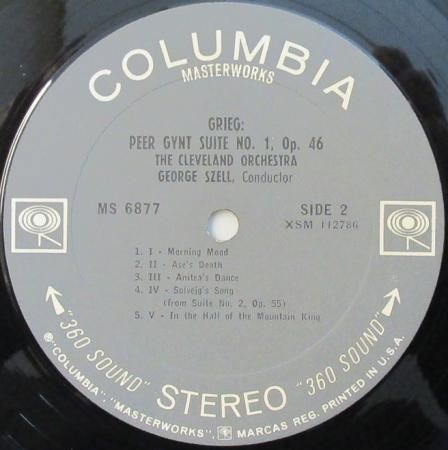 COLUMBIA
MASTERWORKS
GRIEG:
PEER GYNT SUITE NO. 1, Op. 46
THE CLEVELAND ORCHESTRA
GEORGE SZELL, Conductor
MS 6877
SIDE 2
XSM 112786
1. I - Morning Mood
2. II - Ase's Death
3. III - Anitra's Dance
4. IV - Solvejg's Song
(from Suite No. 2, Op. 55)
5. V - In the Hall of the Mountain King
"360 SOUND" STEREO "360 SOUND"
℗"COLUMBIA", "MASTERWORKS", MARCAS REG. PRINTED IN U.S.A.